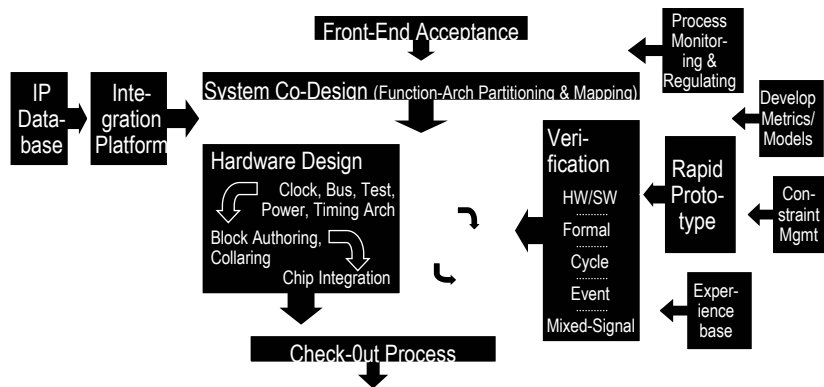 Front-End Acceptance
Process
Monitor-
ing &
Regulating
IP
Data-
base
Inte-
gration
Platform
System Co-Design (Function-Arch Partitioning & Mapping)
Develop
Metrics/
Models
Hardware Design
Clock, Bus, Test,
Power, Timing Arch
Block Authoring,
Collaring
Chip Integration
Veri-
fication
HW/SW
Formal
Cycle
Event
Mixed-Signal
Rapid
Proto-
type
Con-
straint
Mgmt
Exper-
ience
base
Check-0ut Process